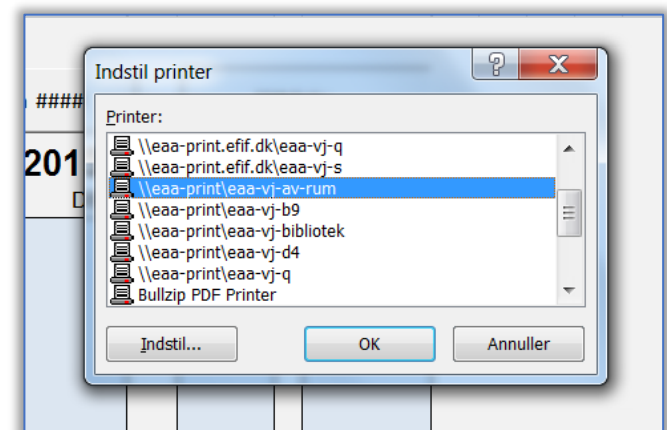 Indstil printer
####
Printer:
201
D
\\eaa-print.efif.dk\eaa-vj-q
\\eaa-print.efif.dk\eaa-vj-s
\\eaa-print\eaa-vj-av-rum
\\eaa-print\eaa-vj-b9
\\eaa-print\eaa-vj-bibliotek
\\eaa-print\eaa-vj-d4
\\eaa-print\eaa-vj-q
Bullzip PDF Printer
Indstil...
OK
Annuller